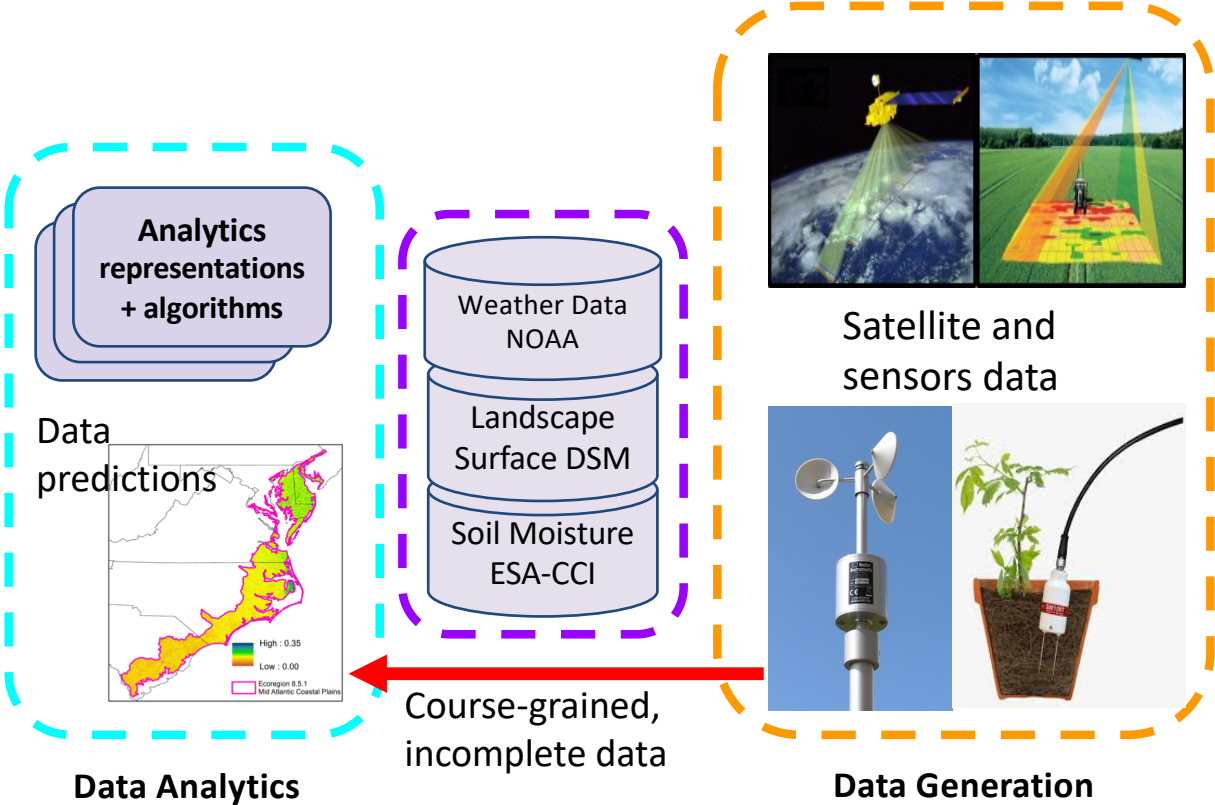 Analytics
representations
+ algorithms
Data
predictions
High : 0.35
Low : 0.00
Ecoregion 8.5.1
Mid Atlantic Coastal Plains
Data Analytics
Weather Data
NOAA
Landscape
Surface DSM
Soil Moisture
ESA-CCI
Course-grained,
incomplete data
Satellite and
sensors data
Data Generation